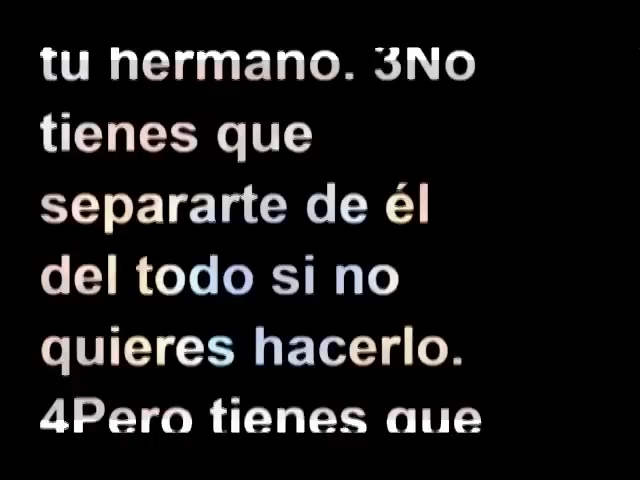 tu hermano. 3No
tienes que
separarte de él
del todo si no
quieres hacerlo.
4Pero tienes que